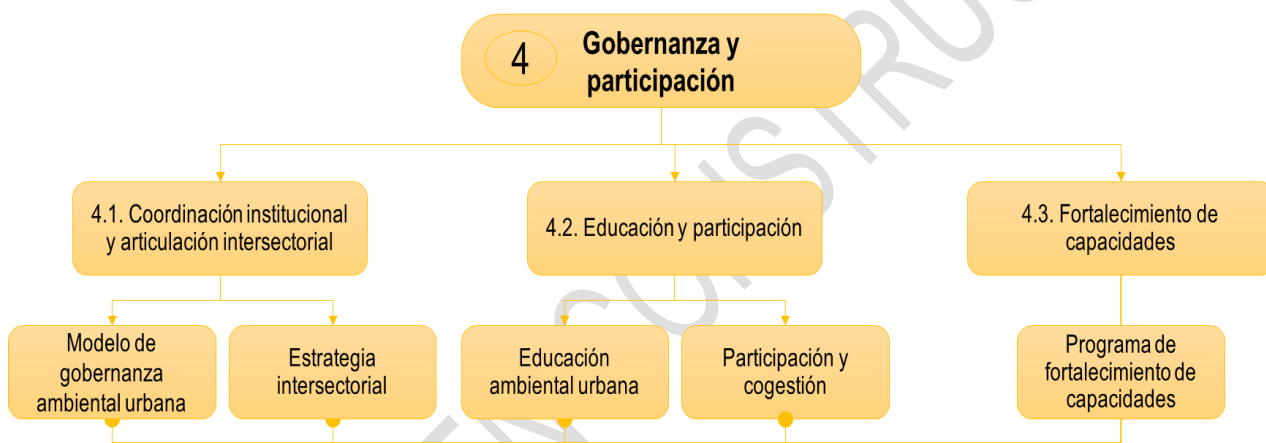 4
Gobernanza y
participación
4.1. Coordinación institucional
y articulación intersectorial
4.2. Educación y participación
4.3. Fortalecimiento de
capacidades
Modelo de
gobernanza
ambiental urbana
Estrategia
intersectorial
Educación
ambiental urbana
Participación y
cogestión
Programa de
fortalecimiento de
capacidades